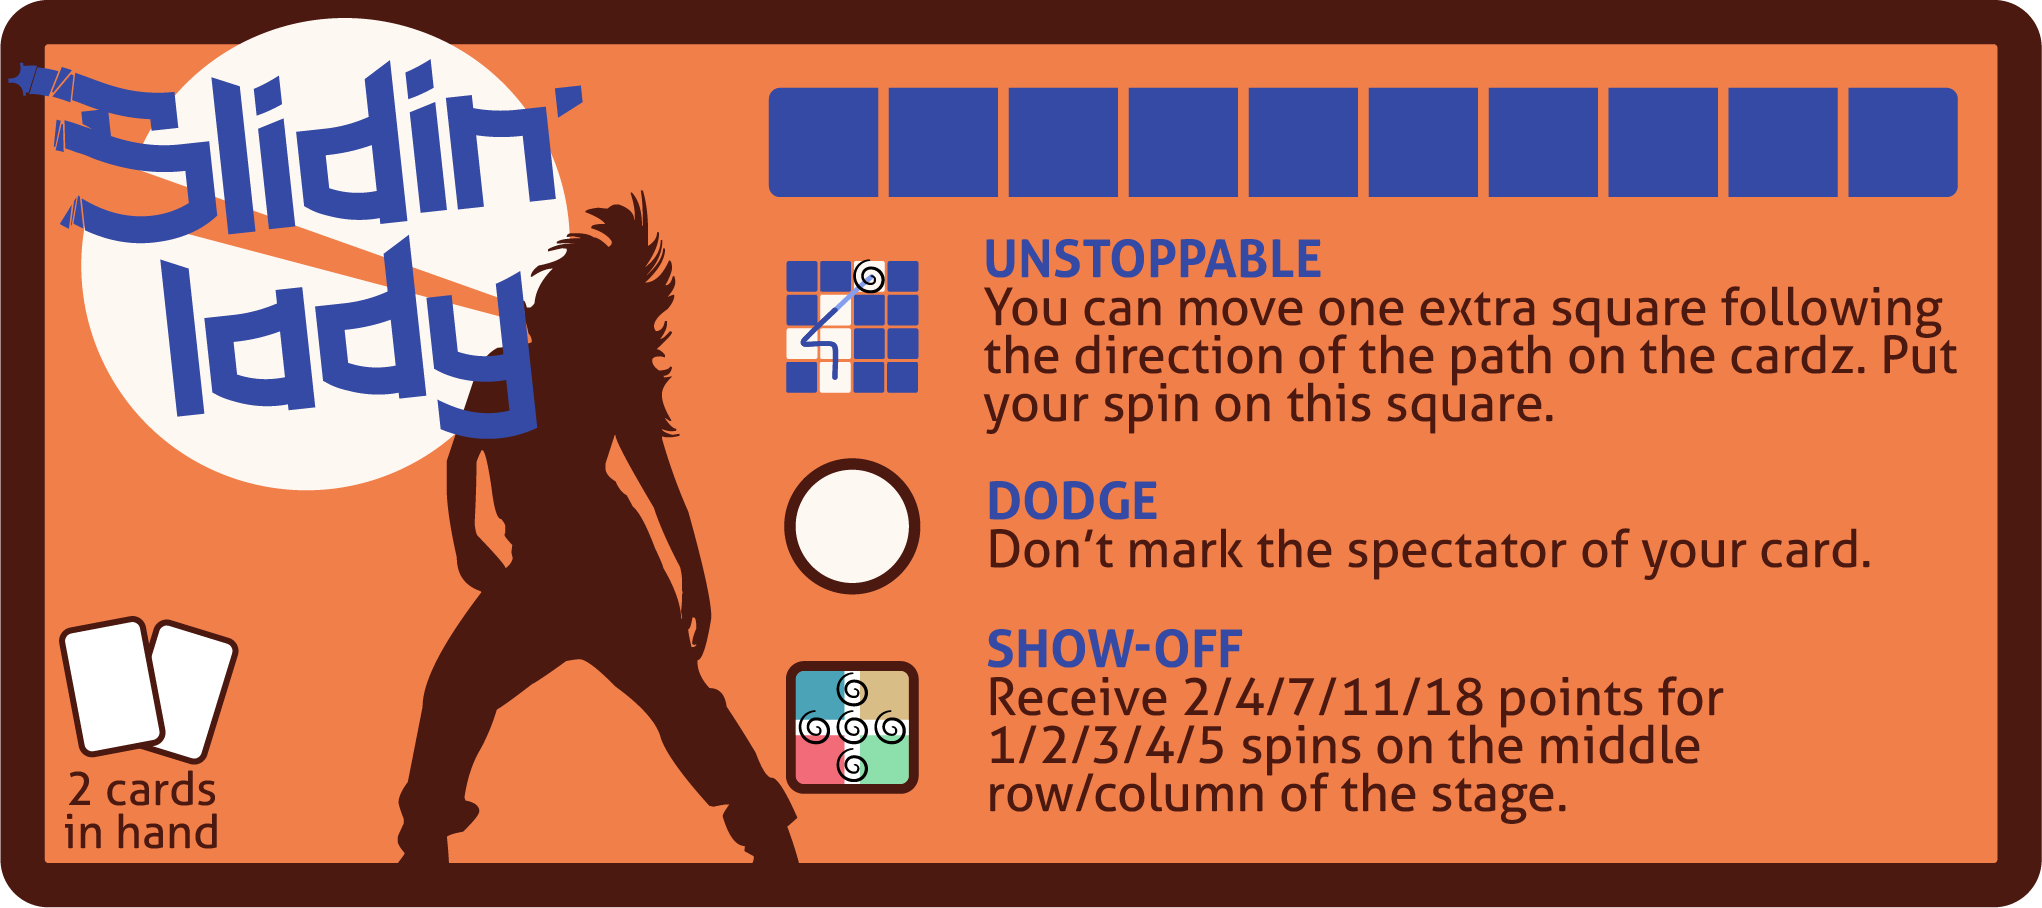 Slidin'
lady
UNSTOPPABLE
You can move one extra square following
the direction of the path on the cardz. Put
your spin on this square.
DODGE
Don't mark the spectator of your card.
SHOW-OFF
Receive 2/4/7/11/18 points for
1/2/3/4/5 spins on the middle
row/column of the stage.
2 cards
in hand